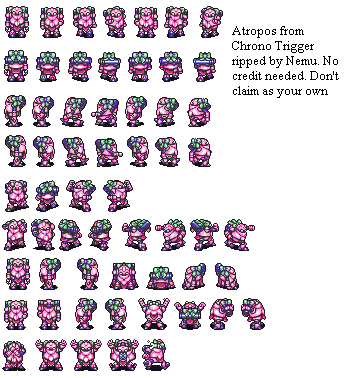 Atropos from
Chrono Trigger
ripped by Nemu. No
credit needed. Don't
claim as your own